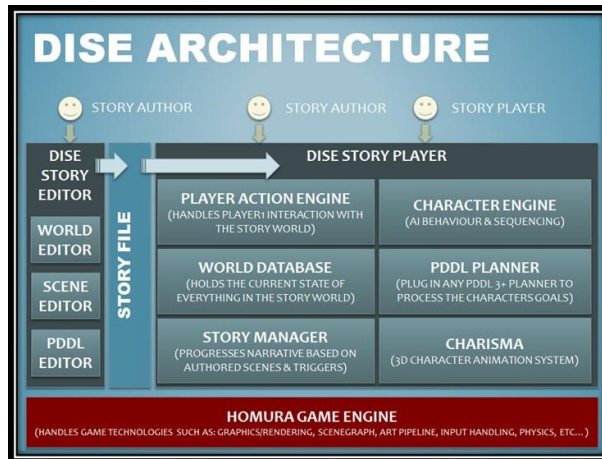 DISE ARCHITECTURE
STORY AUTHOR
STORY AUTHOR
STORY PLAYER
DISE
STORY
EDITOR
WORLD
EDITOR
SCENE
EDITOR
PDDL
EDITOR
STORY FILE
DISE STORY PLAYER
PLAYER ACTION ENGINE
(HANDLES PLAYER1 INTERACTION WITH
THE STORY WORLD)
CHARACTER ENGINE
(AI BEHAVIOUR & SEQUENCING)
WORLD DATABASE
(HOLDS THE CURRENT STATE OF
EVERYTHING IN THE STORY WORLD)
PDDL PLANNER
(PLUG IN ANY PDDL 3+ PLANNER TO
PROCESS THE CHARACTERS GOALS)
STORY MANAGER
(PROGRESSES NARRATIVE BASED ON
AUTHORED SCENES & TRIGGERS)
CHARISMA
(3D CHARACTER ANIMATION SYSTEM)
HOMURA GAME ENGINE
(HANDLES GAME TECHNOLOGIES SUCH AS: GRAPHICS/RENDERING, SCENEGRAPH, ART PIPELINE, INPUT HANDLING, PHYSICS, ETC...)